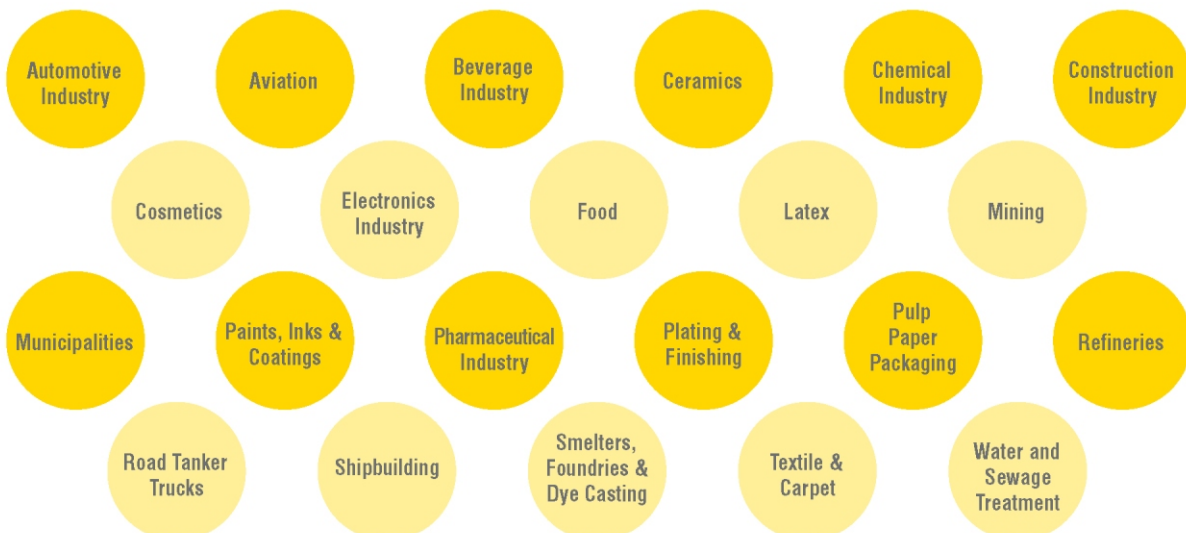 Automotive
Industry
Aviation
Beverage
Industry
Ceramics
Chemical
Industry
Construction
Industry
Cosmetics
Electronics
Industry
Food
Latex
Mining
Municipalities
Paints, Inks &
Coatings
Pharmaceutical
Industry
Plating &
Finishing
Pulp
Paper
Packaging
Refineries
Road Tanker
Trucks
Shipbuilding
Smelters,
Foundries &
Dye Casting
Textile &
Carpet
Water and
Sewage
Treatment